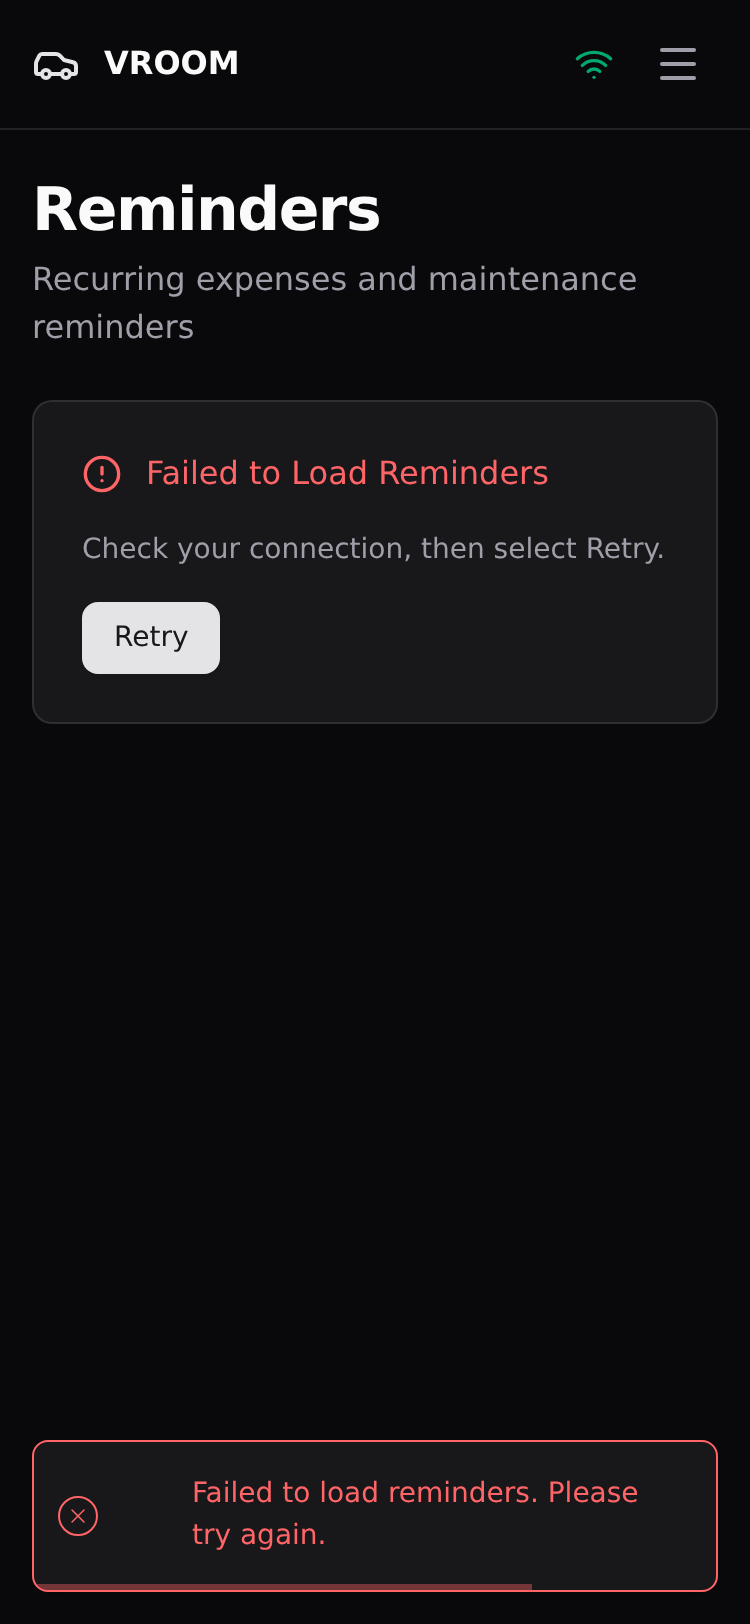 VROOM
Reminders
Recurring expenses and maintenance
reminders
Failed to Load Reminders
Check your connection, then select Retry.
Retry
Failed to load reminders. Please
try again.